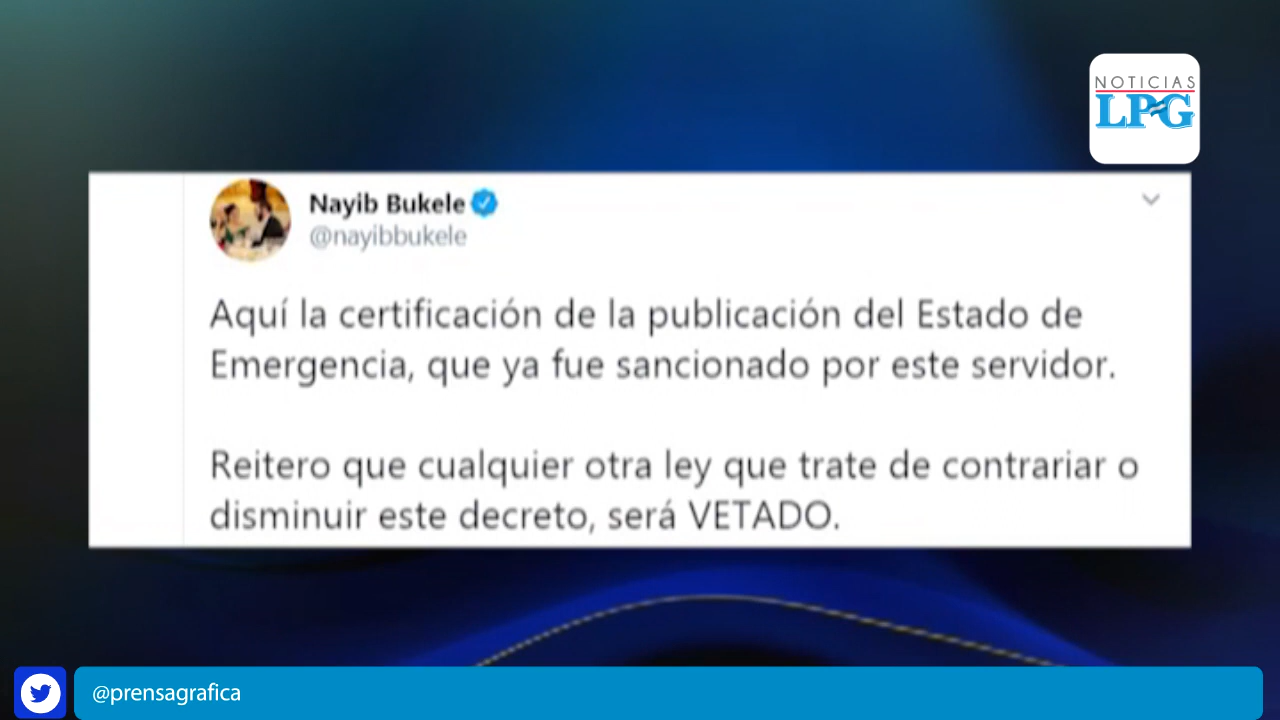 NOTICIAS
LPG
Nayib Bukele
@nayibbukele
Aquí la certificación de la publicación del Estado de
Emergencia, que ya fue sancionado por este servidor.
Reitero que cualquier otra ley que trate de contrariar o
disminuir este decreto, será VETADO.
@prensagrafica